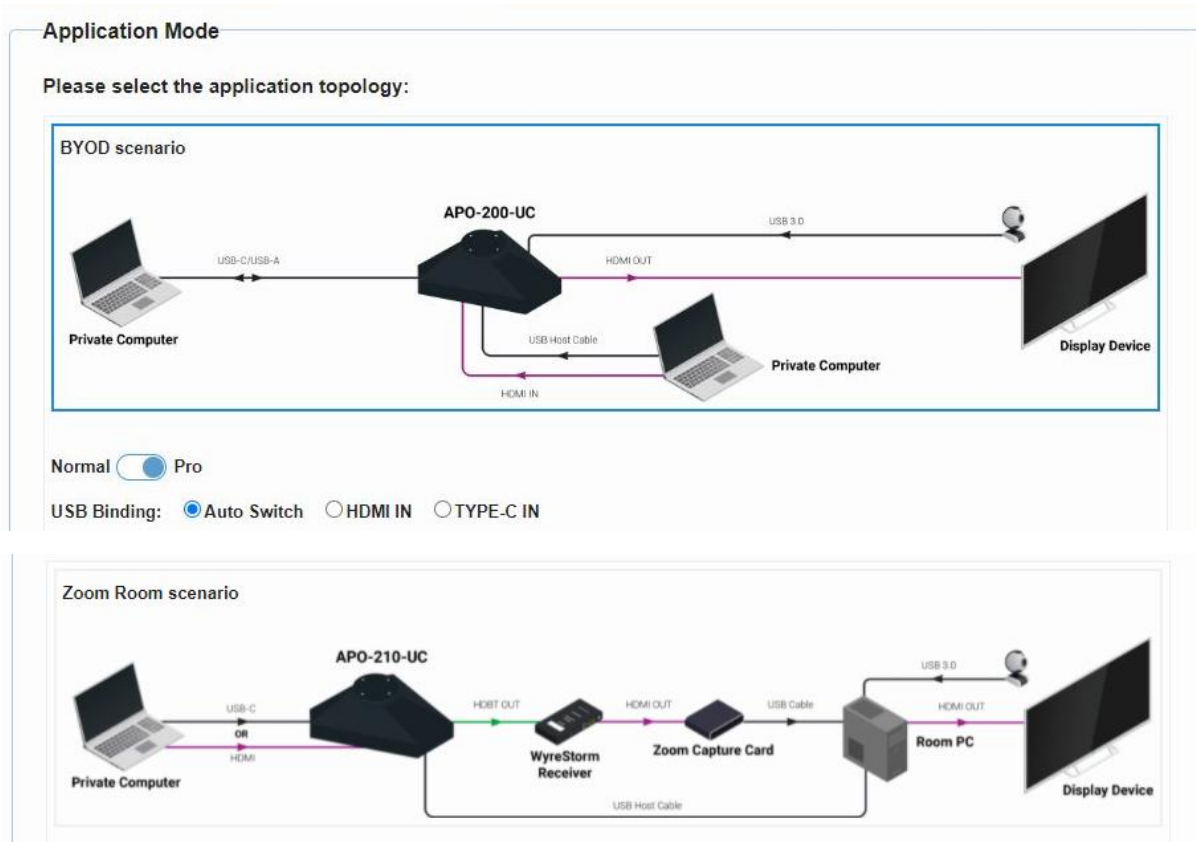 Application Mode
Please select the application topology:
BYOD scenario
APO-200-UC
USB 3.0
USB-C/USB-A
HDMI OUT
Private Computer
USB Host Cable
Display Device
Private Computer
HDMI IN
Normal Pro
USB Binding: Auto Switch HDMI IN TYPE-C IN
Zoom Room scenario
APO-210-UC
USB 3.0
USB-C
HDBT OUT
HDMI OUT
USB Cable
HDMI OUT
OR
HDMI
WyreStorm
Receiver
Zoom Capture Card
Room PC
Private Computer
Display Device
USB Host Cable